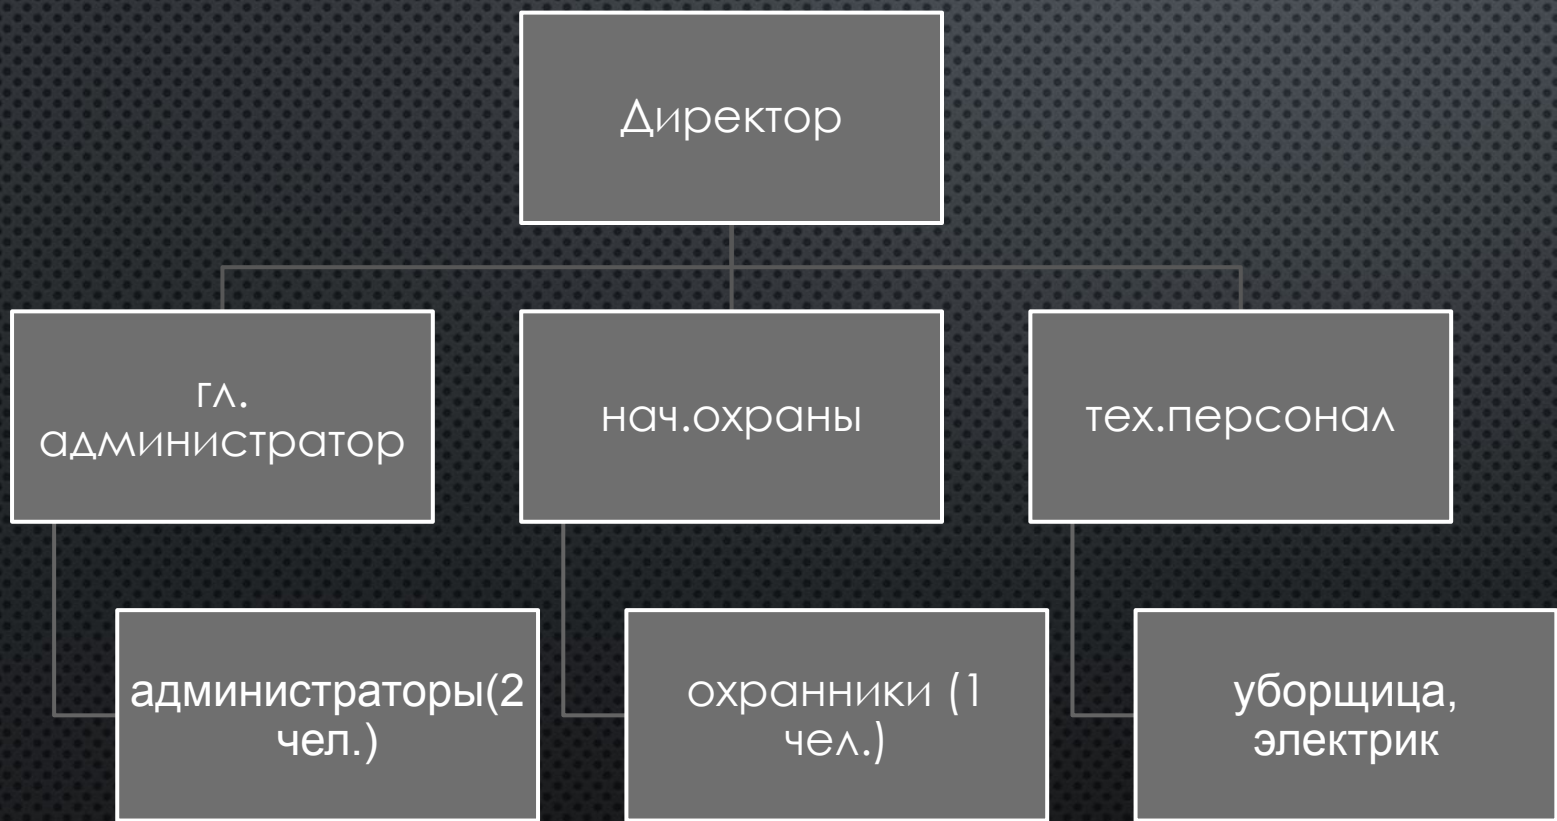 Директор
гл.
администратор
нач.охраны
тех.персонал
администраторы(2
чел.)
охранники (1
чел.)
уборщица,
электрик